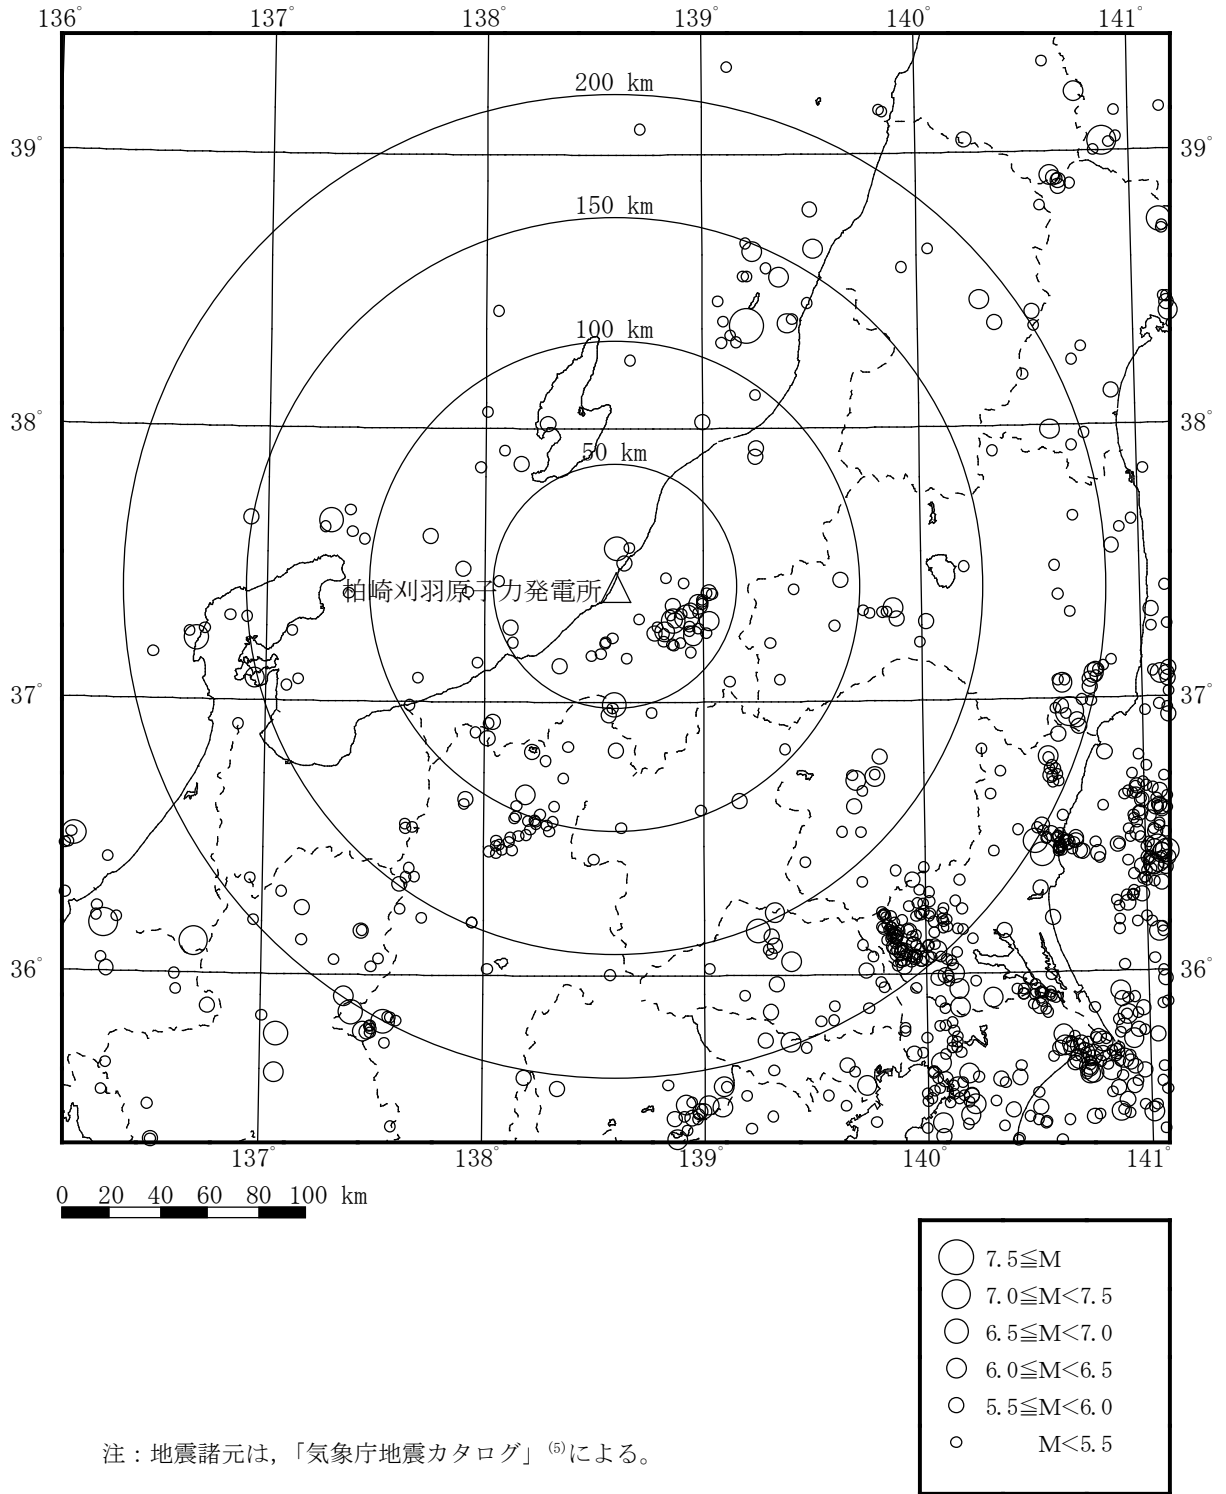 136° 137° 138° 139° 140° 141°
200 km
39° 39°
150 km
100 km
38° 38°
50 km
柏崎刈羽原子力発電所
37° 37°
36° 36°
137° 138° 139° 140° 141°
0 20 40 60 80 100 km
7.5≦M
7.0≦M<7.5
6.5≦M<7.0
6.0≦M<6.5
5.5≦M<6.0
M<5.5
注：地震諸元は，「気象庁地震カタログ」(5)による。